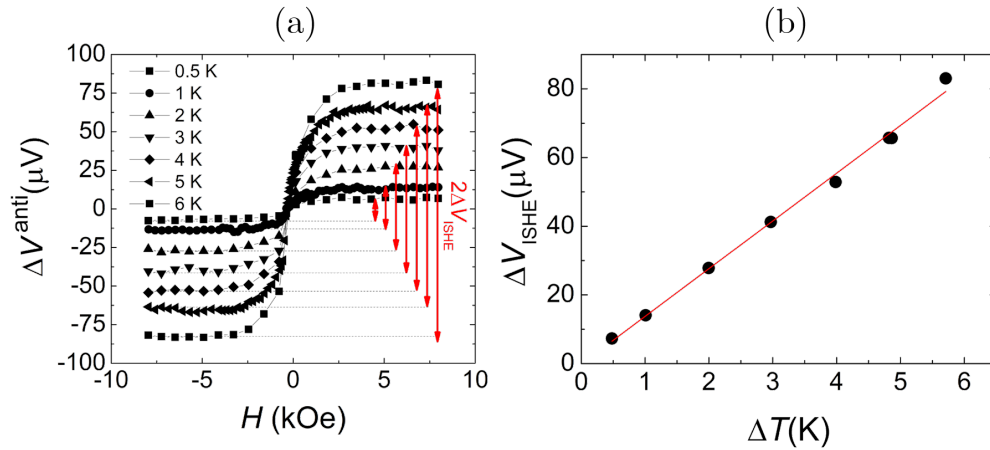 (a)
100
75
50
25
0
-25
-50
-75
-100
ΔV^anti(μV)
0.5 K
1 K
2 K
3 K
4 K
5 K
6 K
2ΔV_ISHE
-10
-5
0
5
10
H (kOe)
(b)
80
60
40
20
0
ΔV_ISHE(μV)
0
1
2
3
4
5
6
ΔT(K)